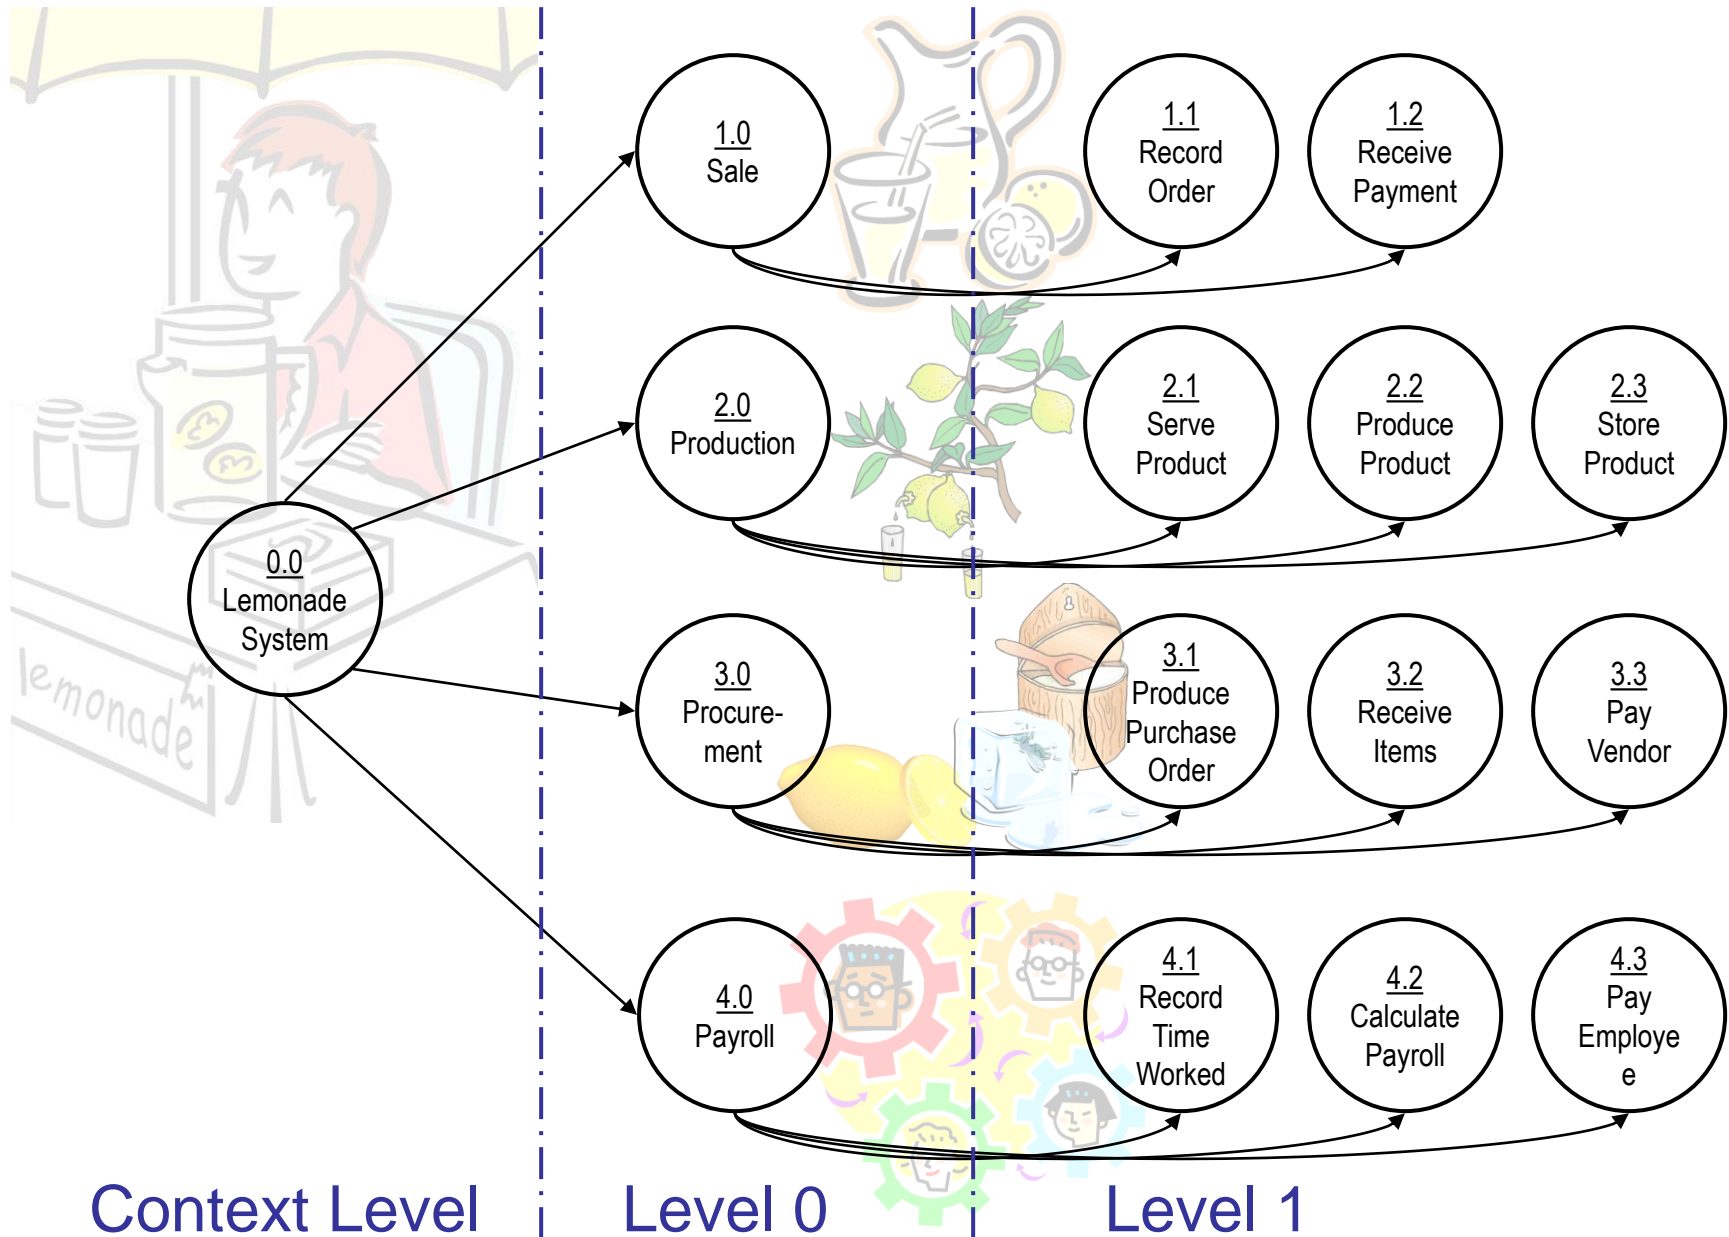 1.0
Sale
1.1
Record
Order
1.2
Receive
Payment
2.0
Production
2.1
Serve
Product
2.2
Produce
Product
2.3
Store
Product
0.0
Lemonade
System
lemonade
3.0
Procure-
ment
3.1
Produce
Purchase
Order
3.2
Receive
Items
3.3
Pay
Vendor
4.0
Payroll
4.1
Record
Time
Worked
4.2
Calculate
Payroll
4.3
Pay
Employe
e
Context Level
Level 0
Level 1